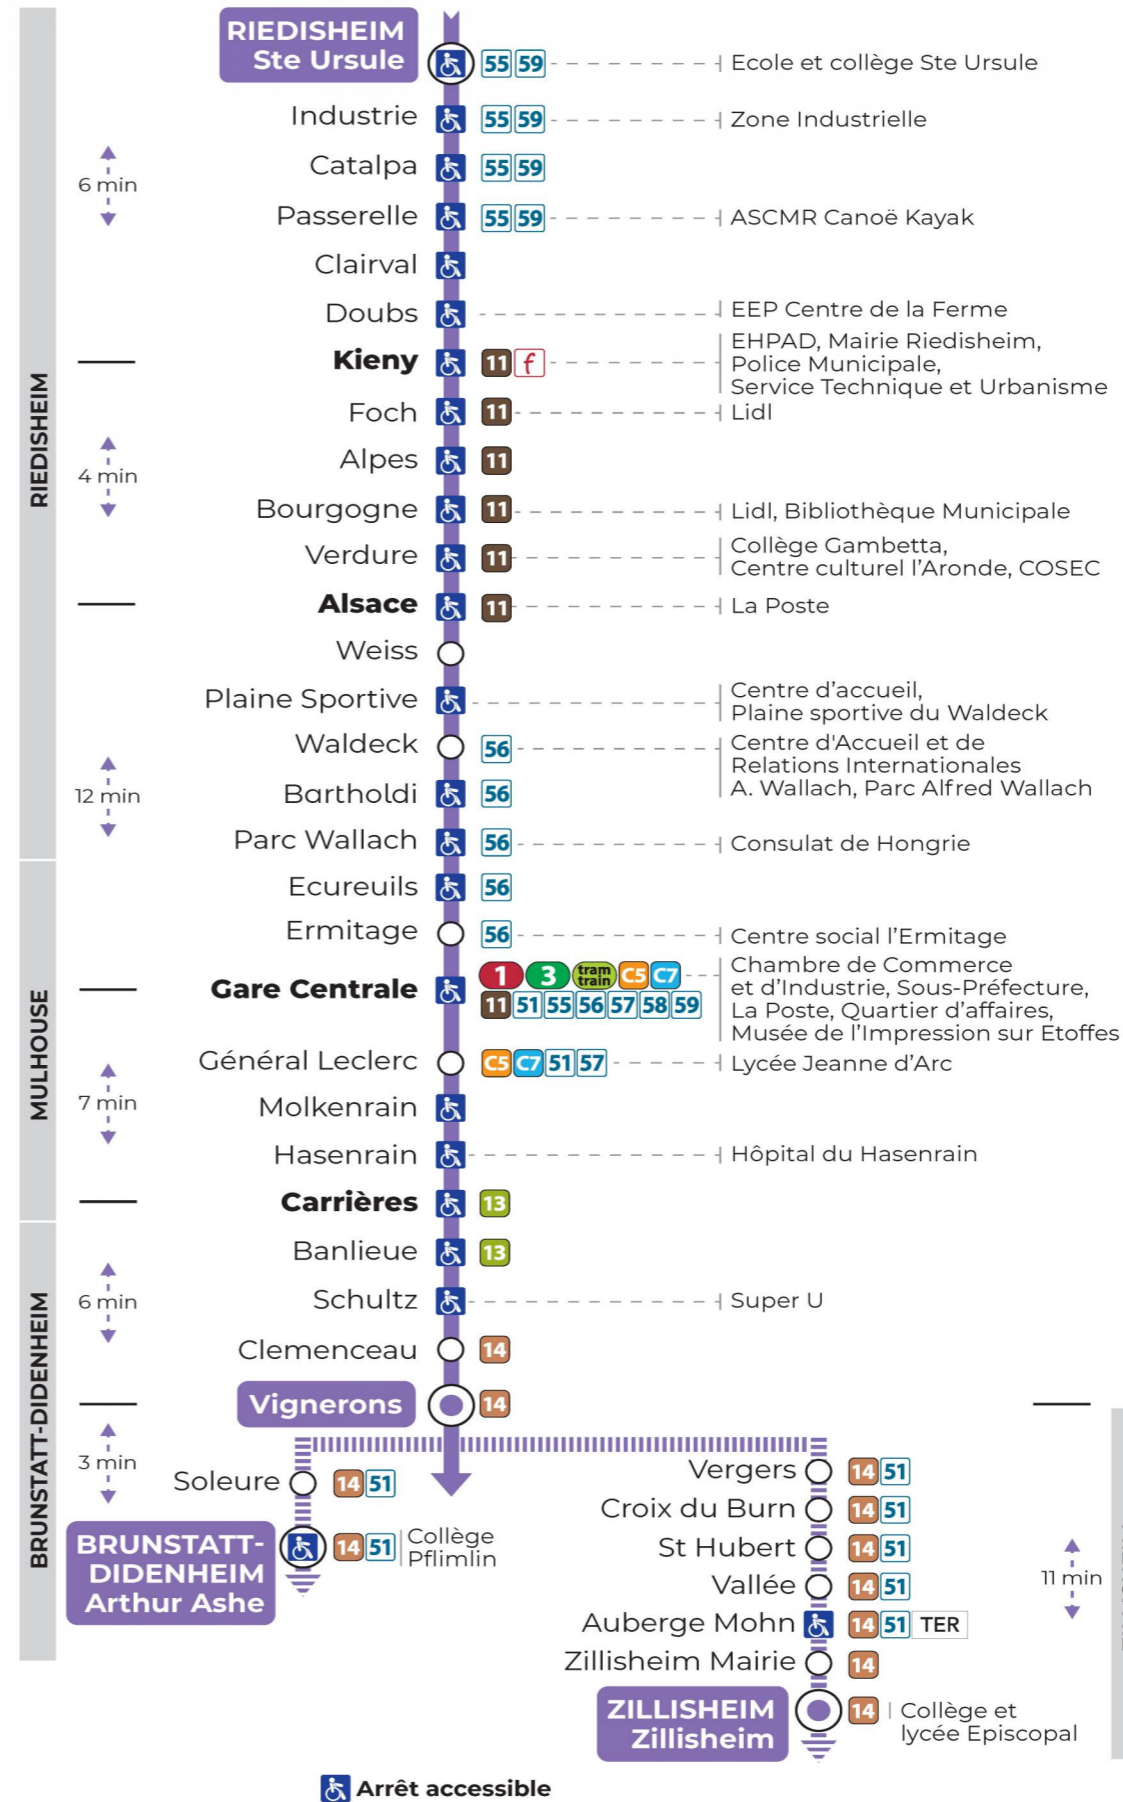 RIEDISHEIM
Ste Ursule
55 59
Ecole et collège Ste Ursule
Industrie
55 59
Zone Industrielle
Catalpa
55 59
6 min
Passerelle
55 59
ASCMR Canoë Kayak
Clairval
Doubs
EEP Centre de la Ferme
Kieny
11 f
EHPAD, Mairie Riedisheim,
Police Municipale,
Service Technique et Urbanisme
Foch
11
Lidl
RIEDISHEIM
Alpes
11
4 min
Bourgogne
11
Lidl, Bibliothèque Municipale
Verdure
11
Collège Gambetta,
Centre culturel l'Aronde, COSEC
Alsace
11
La Poste
Weiss
Plaine Sportive
Centre d'accueil,
Plaine sportive du Waldeck
Waldeck
56
Centre d'Accueil et de
Relations Internationales
A. Wallach, Parc Alfred Wallach
Bartholdi
56
12 min
Parc Wallach
56
Consulat de Hongrie
Ecureuils
56
Ermitage
56
Centre social l'Ermitage
Gare Centrale
1 3 tram train C5 C7
11 51 55 56 57 58 59
Chambre de Commerce
et d'Industrie, Sous-Préfecture,
La Poste, Quartier d'affaires,
Musée de l'Impression sur Etoffes
MULHOUSE
Général Leclerc
C5 C7 51 57
Lycée Jeanne d'Arc
7 min
Molkenrain
Hasenrain
Hôpital du Hasenrain
Carrières
13
Banlieue
13
6 min
Schultz
Super U
Clemenceau
14
Vignerons
14
BRUNSTATT-DIDENHEIM
3 min
Soleure
14 51
BRUNSTATT-
DIDENHEIM
Arthur Ashe
14 51
Collège
Pflimlin
Vergers
14 51
Croix du Burn
14 51
St Hubert
14 51
Vallée
14 51
11 min
Auberge Mohn
14 51 TER
Zillisheim Mairie
14
ZILLISHEIM
Zillisheim
14
Collège et
lycée Episcopal
Arrêt accessible